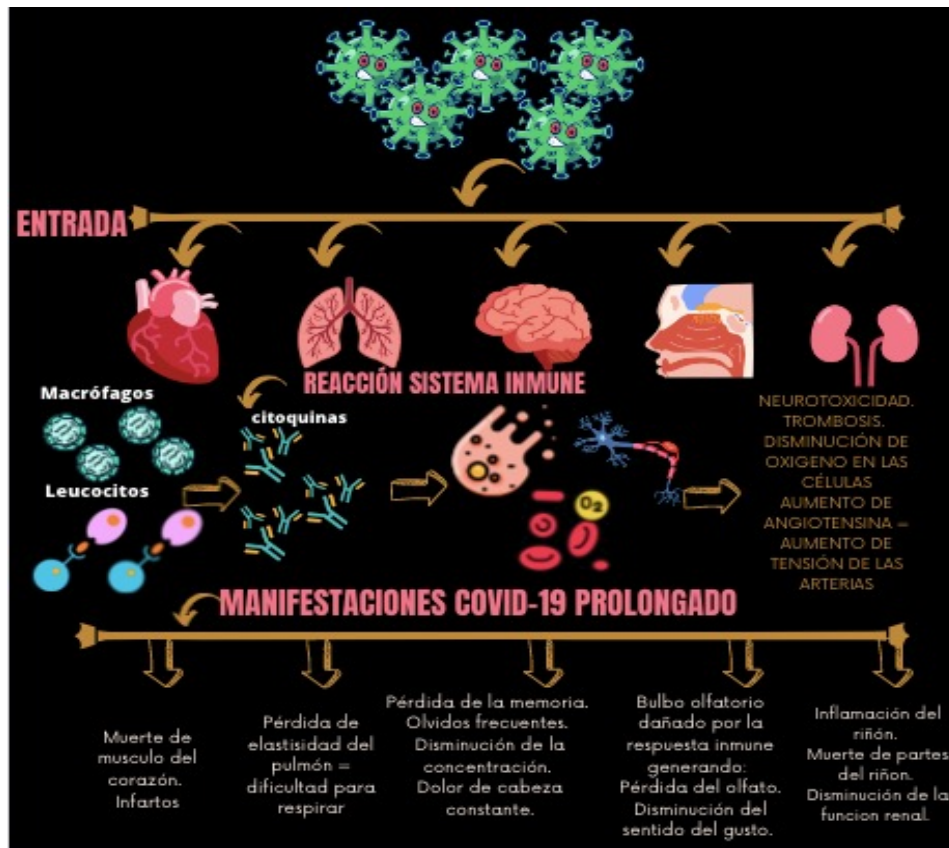 ENTRADA
REACCIÓN SISTEMA INMUNE
Macrófagos
Leucocitos
citoquinas
O2
NEUROTOXICIDAD.
TROMBOSIS.
DISMINUCIÓN DE
OXIGENO EN LAS
CÉLULAS
AUMENTO DE
ANGIOTENSINA =
AUMENTO DE
TENSIÓN DE LAS
ARTERIAS
MANIFESTACIONES COVID-19 PROLONGADO
Muerte de
musculo del
corazón.
Infartos
Pérdida de
elastisidad del
pulmón =
dificultad para
respirar
Pérdida de la memoria.
Olvidos frecuentes.
Disminución de la
concentración.
Dolor de cabeza
constante.
Bulbo olfatorio
dañado por la
respuesta inmune
generando:
Pérdida del olfato.
Disminución del
sentido del gusto.
Inflamación del
riñón.
Muerte de partes
del riñon.
Disminución de la
funcion renal.